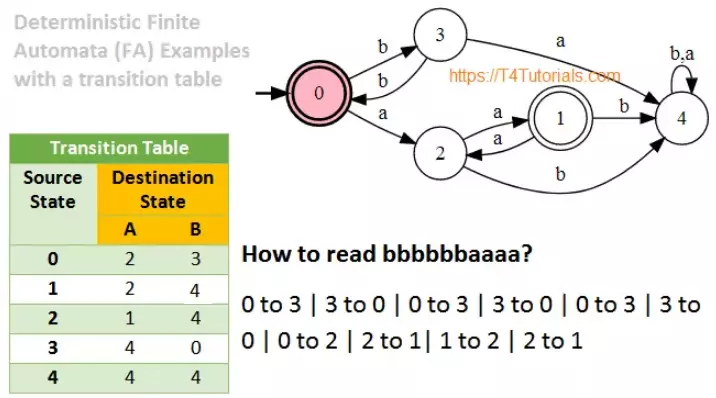 Deterministic Finite
Automata (FA) Examples
with a transition table
https://T4Tutorials.com
0
3
2
1
4
b
b
a
a
a
a
b
b
b,a
Transition Table
Source State
Destination State
A B
0 2 3
1 2 4
2 1 4
3 4 0
4 4 4
How to read bbbbbbaaaa?
0 to 3 | 3 to 0 | 0 to 3 | 3 to 0 | 0 to 3 | 3 to
0 | 0 to 2 | 2 to 1| 1 to 2 | 2 to 1